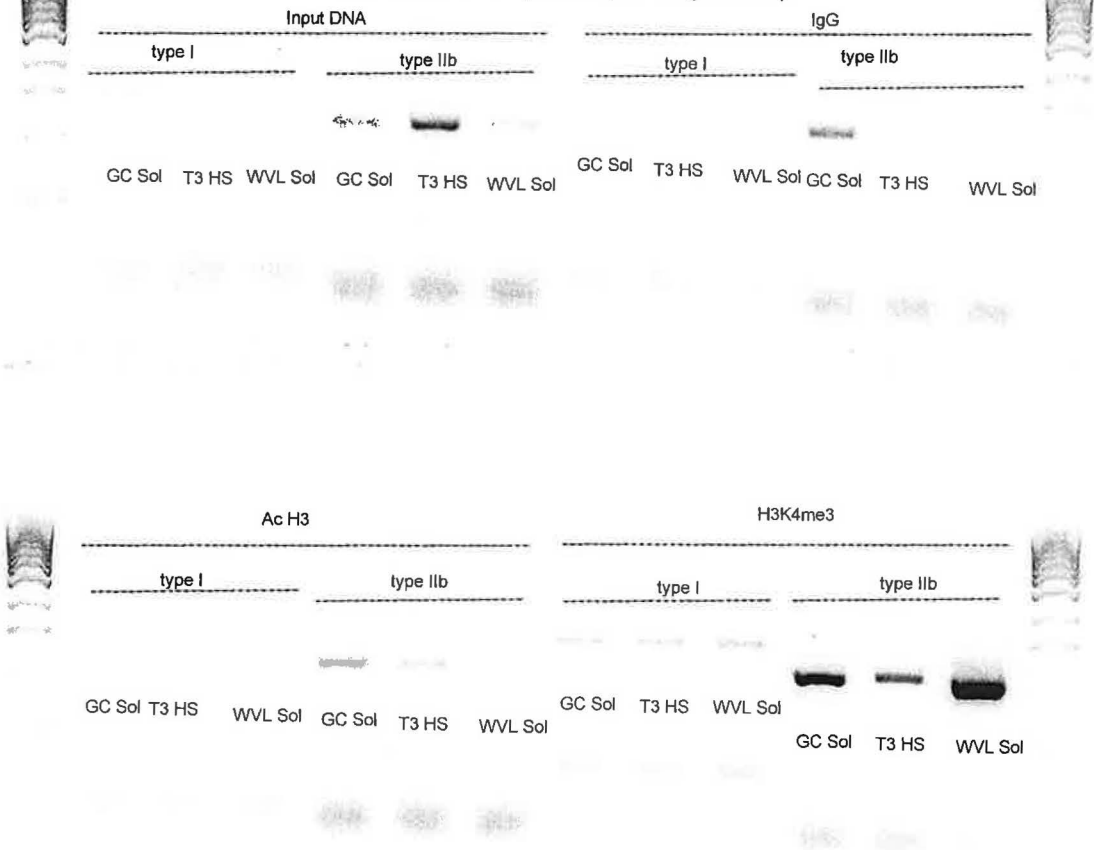 Input DNA
IgG
type I
type IIb
type I
type IIb
GC Sol T3 HS WVL Sol GC Sol T3 HS WVL Sol
GC Sol T3 HS WVL Sol GC Sol T3 HS WVL Sol
Ac H3
H3K4me3
type I
type IIb
type I
type IIb
GC Sol T3 HS WVL Sol GC Sol T3 HS WVL Sol
GC Sol T3 HS WVL Sol GC Sol T3 HS WVL Sol